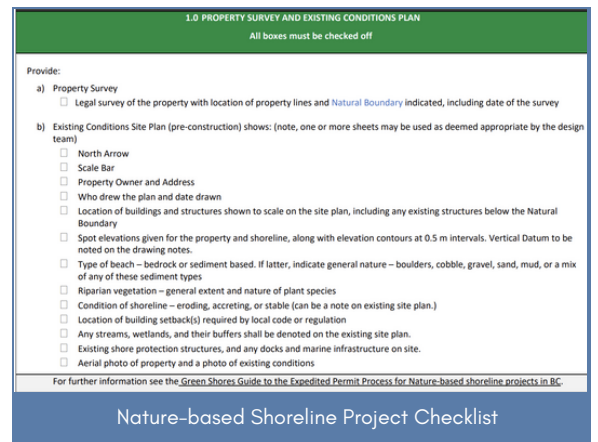 1.0 PROPERTY SURVEY AND EXISTING CONDITIONS PLAN
All boxes must be checked off
Provide:
a) Property Survey
Legal survey of the property with location of property lines and Natural Boundary indicated, including date of the survey
b) Existing Conditions Site Plan (pre-construction) shows: (note, one or more sheets may be used as deemed appropriate by the design
team)
North Arrow
Scale Bar
Property Owner and Address
Who drew the plan and date drawn
Location of buildings and structures shown to scale on the site plan, including any existing structures below the Natural
Boundary
Spot elevations given for the property and shoreline, along with elevation contours at 0.5 m intervals. Vertical Datum to be
noted on the drawing notes.
Type of beach – bedrock or sediment based. If latter, indicate general nature – boulders, cobble, gravel, sand, mud, or a mix
of any of these sediment types
Riparian vegetation – general extent and nature of plant species
Condition of shoreline – eroding, accreting, or stable (can be a note on existing site plan.)
Location of building setback(s) required by local code or regulation
Any streams, wetlands, and their buffers shall be denoted on the existing site plan.
Existing shore protection structures, and any docks and marine infrastructure on site.
Aerial photo of property and a photo of existing conditions
For further information see the Green Shores Guide to the Expedited Permit Process for Nature-based shoreline projects in BC.
Nature-based Shoreline Project Checklist